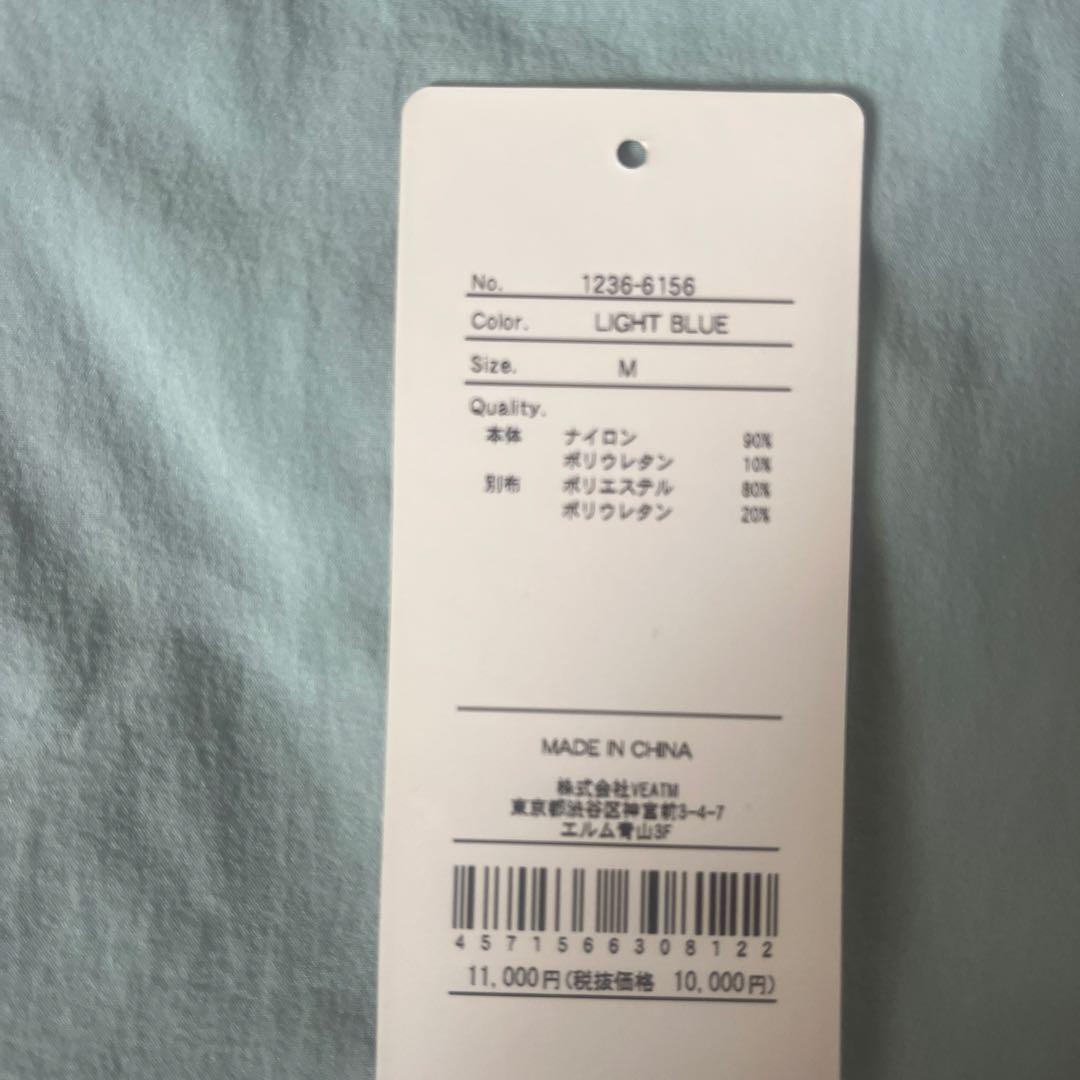 No. 1236-6156
Color. LIGHT BLUE
Size. M
Quality.
本体 ナイロン 90%
ポリウレタン 10%
別布 ポリエステル 80%
ポリウレタン 20%
MADE IN CHINA
株式会社VEATM
東京都渋谷区神宮前3-4-7
エルム青山3F
4571566308122
11,000円(税抜価格 10,000円)